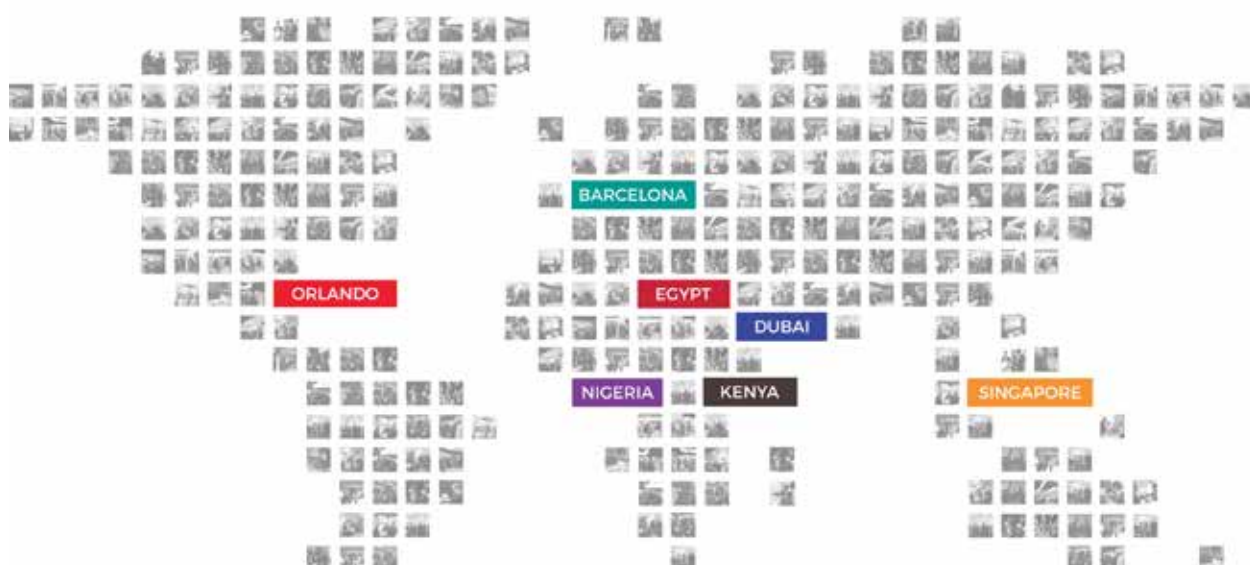 BARCELONA
ORLANDO
EGYPT
DUBAI
NIGERIA
KENYA
SINGAPORE